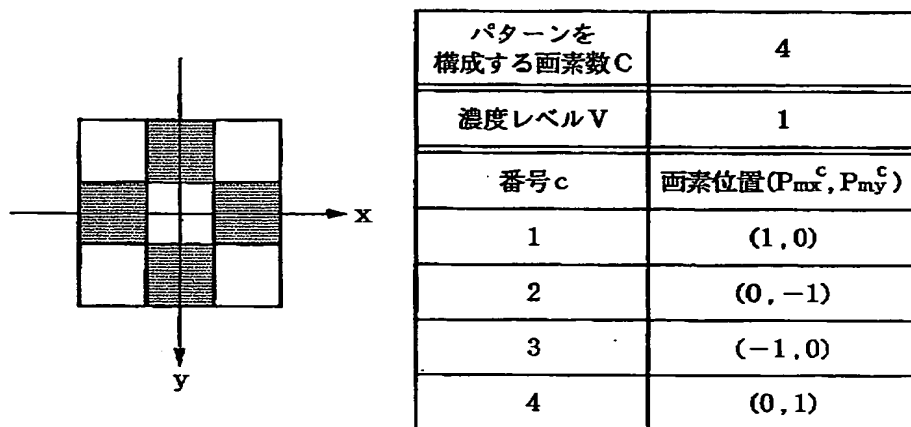 x
y
パターンを
構成する画素数C 4
濃度レベルV 1
番号c 画素位置(Pmx^c, Pmy^c)
1 (1,0)
2 (0,-1)
3 (-1,0)
4 (0,1)